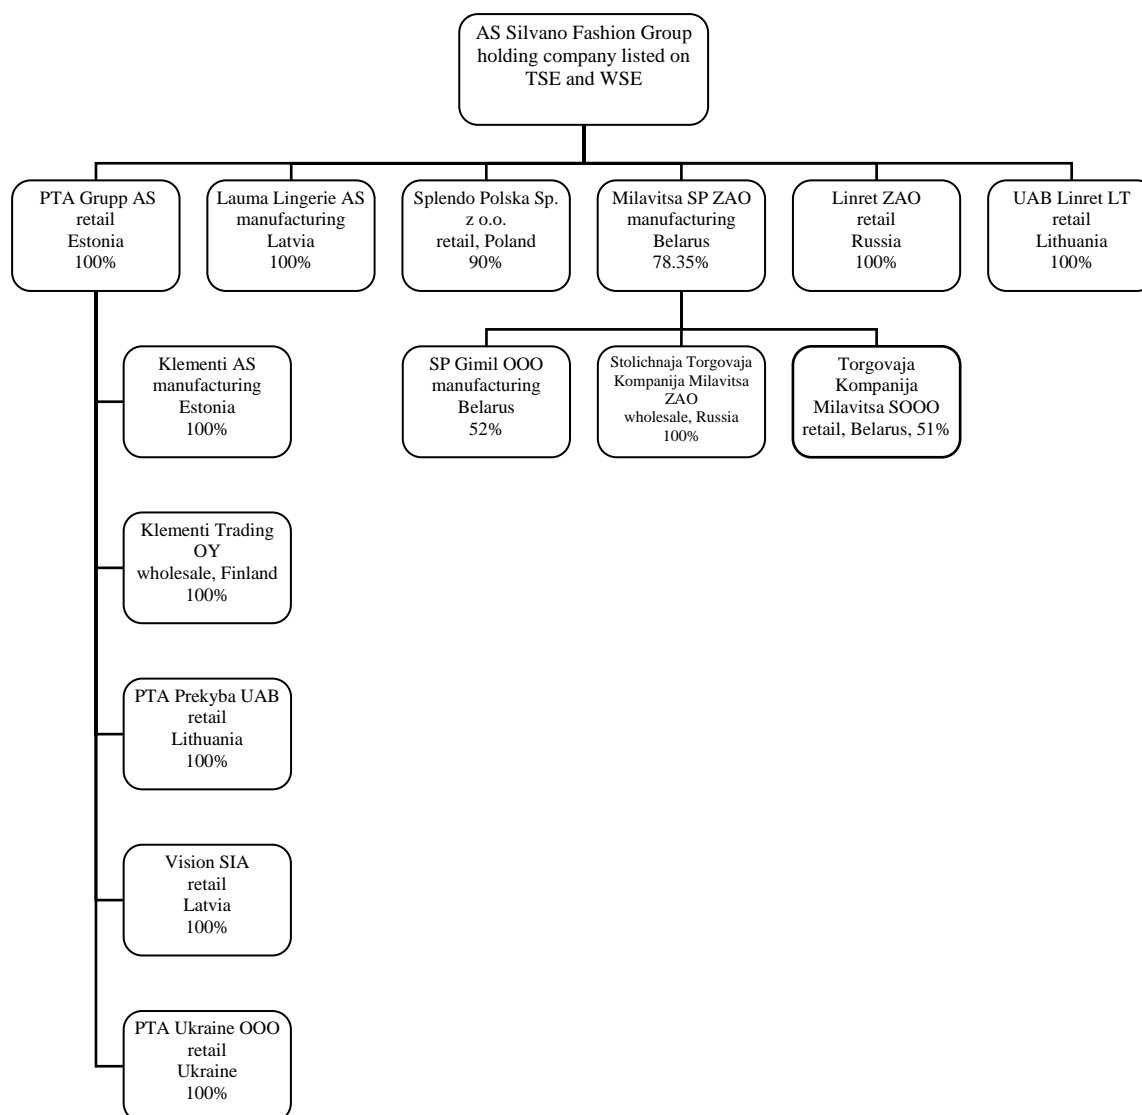 AS Silvano Fashion Group
holding company listed on
TSE and WSE
PTA Grupp AS
retail
Estonia
100%
Lauma Lingerie AS
manufacturing
Latvia
100%
Splendo Polska Sp.
z o.o.
retail, Poland
90%
Milavitsa SP ZAO
manufacturing
Belarus
78.35%
Linret ZAO
retail
Russia
100%
UAB Linret LT
retail
Lithuania
100%
Klementi AS
manufacturing
Estonia
100%
SP Gimil OOO
manufacturing
Belarus
52%
Stolichnaja Torgovaja
Kompanija Milavitsa
ZAO
wholesale, Russia
100%
Torgovaja
Kompanija
Milavitsa SOOO
retail, Belarus, 51%
Klementi Trading
OY
wholesale, Finland
100%
PTA Prekyba UAB
retail
Lithuania
100%
Vision SIA
retail
Latvia
100%
PTA Ukraine OOO
retail
Ukraine
100%